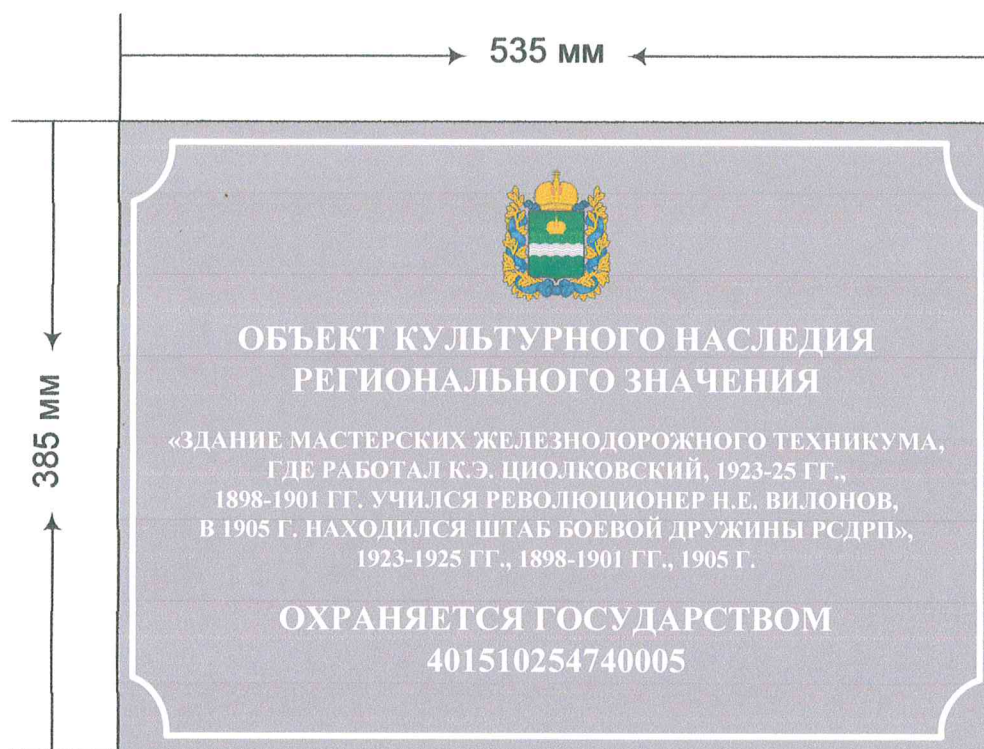 535 мм
385 мм
ОБЪЕКТ КУЛЬТУРНОГО НАСЛЕДИЯ
РЕГИОНАЛЬНОГО ЗНАЧЕНИЯ
«ЗДАНИЕ МАСТЕРСКИХ ЖЕЛЕЗНОДОРОЖНОГО ТЕХНИКУМА,
ГДЕ РАБОТАЛ К.Э. ЦИОЛКОВСКИЙ, 1923-25 ГГ.,
1898-1901 ГГ. УЧИЛСЯ РЕВОЛЮЦИОНЕР Н.Е. ВИЛОНОВ,
В 1905 Г. НАХОДИЛСЯ ШТАБ БОЕВОЙ ДРУЖИНЫ РСДРП»,
1923-1925 ГГ., 1898-1901 ГГ., 1905 Г.
ОХРАНЯЕТСЯ ГОСУДАРСТВОМ
401510254740005